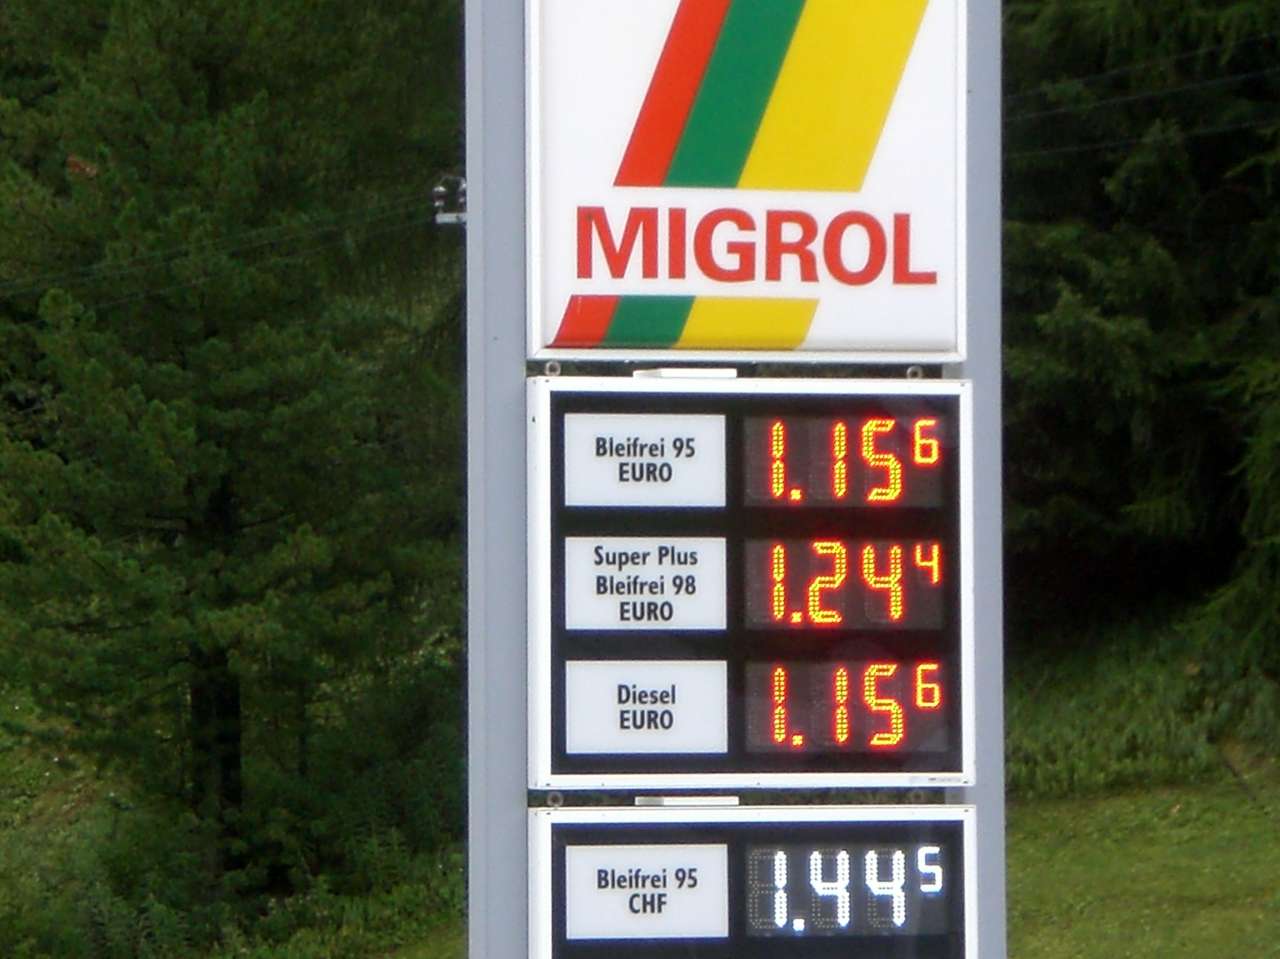 MIGROL
Bleifrei 95
EURO
1.156
Super Plus
Bleifrei 98
EURO
1.244
Diesel
EURO
1.156
Bleifrei 95
CHF
1.445